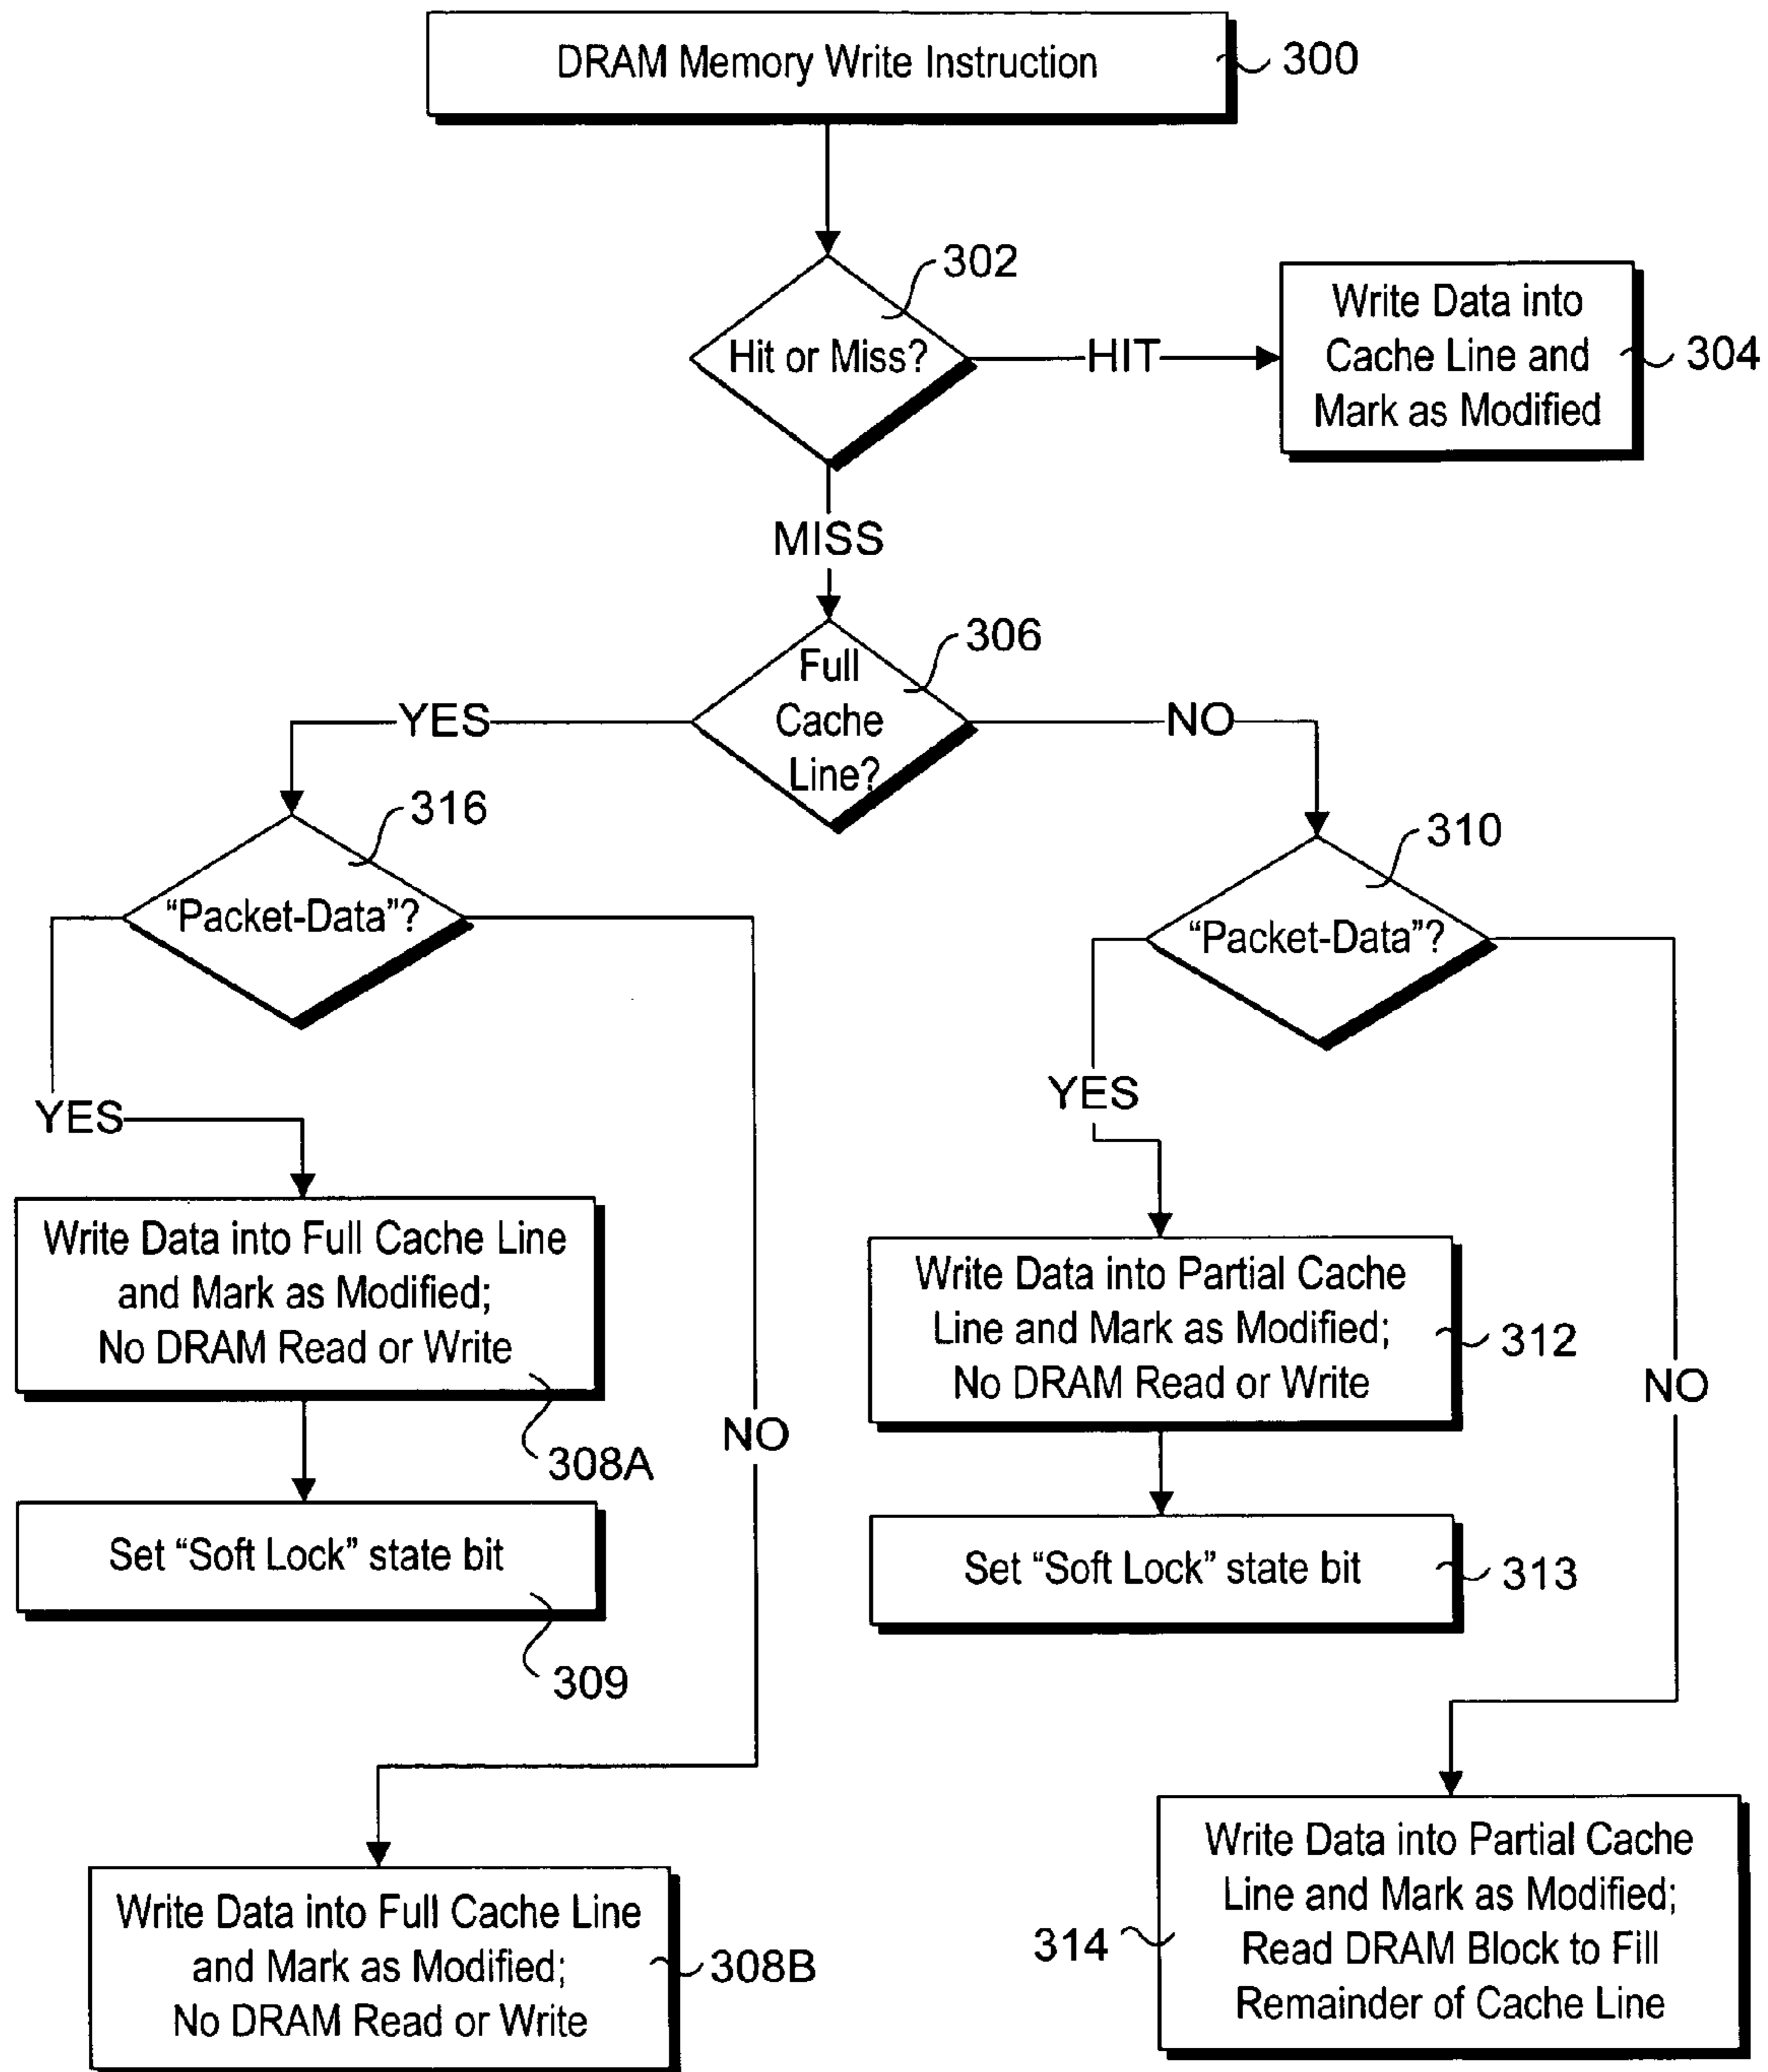 DRAM Memory Write Instruction
300
302
Hit or Miss?
HIT
Write Data into
Cache Line and
Mark as Modified
304
MISS
306
Full
Cache
Line?
YES
NO
316
"Packet-Data"?
310
"Packet-Data"?
YES
YES
Write Data into Full Cache Line
and Mark as Modified;
No DRAM Read or Write
308A
Write Data into Partial Cache
Line and Mark as Modified;
No DRAM Read or Write
312
NO
NO
Set "Soft Lock" state bit
309
Set "Soft Lock" state bit
313
Write Data into Full Cache Line
and Mark as Modified;
No DRAM Read or Write
308B
314
Write Data into Partial Cache
Line and Mark as Modified;
Read DRAM Block to Fill
Remainder of Cache Line